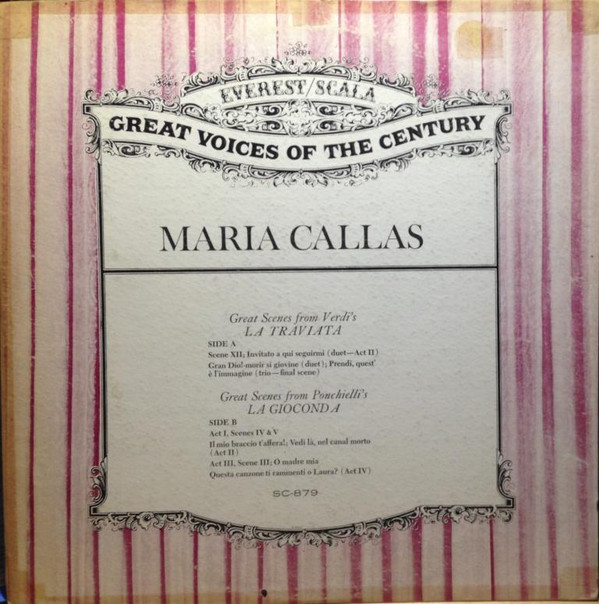 EVEREST/SCALA
GREAT VOICES OF THE CENTURY
MARIA CALLAS
Great Scenes from Verdi's
LA TRAVIATA
SIDE A
Scene XII; Invitato a qui seguirmi (duet—Act II)
Gran Dio! morir si giovine (duet); Prendi, quest'
è l'immagine (trio—final scene)
Great Scenes from Ponchielli's
LA GIOCONDA
SIDE B
Act I, Scenes IV & V
Il mio braccio t'afferra!; Vedi là, nel canal morto
(Act II)
Act III, Scene III; O madre mia
Questa canzone ti rammenti o Laura? (Act IV)
SC-879